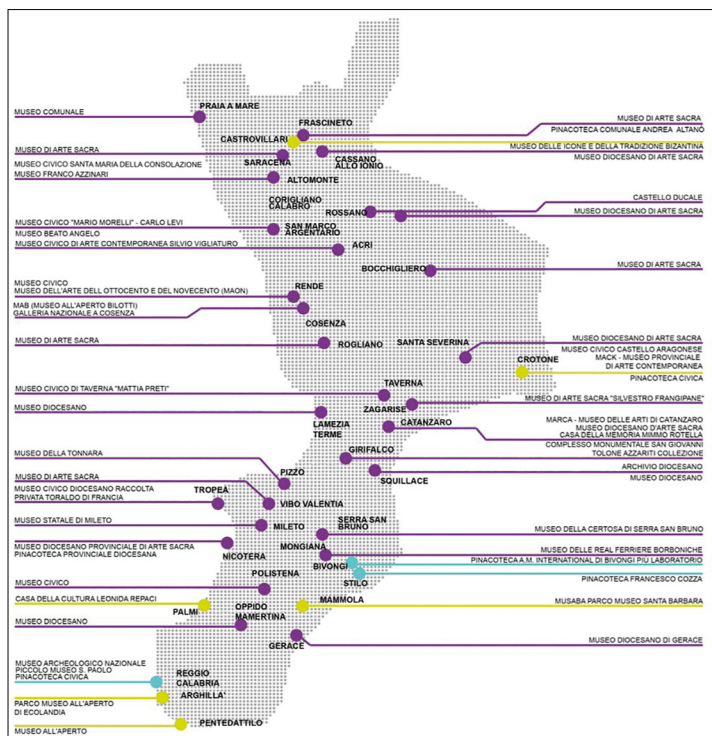 PRAIA A MARE
MUSEO COMUNALE
FRASCINETO
MUSEO DI ARTE SACRA
PINACOTECA COMUNALE ANDREA ALTANO
CASTROVILLARI
MUSEO DELLE ICONE E DELLA TRADIZIONE BIZANTINA
MUSEO DI ARTE SACRA
SARACENA
CASSANO
ALLO IONIO
MUSEO DIOCESANO DI ARTE SACRA
MUSEO CIVICO SANTA MARIA DELLA CONSOLAZIONE
MUSEO FRANCO AZZINARI
ALTOMONTE
CORIGLIANO
CALABRO
CASTELLO DUCALE
ROSSANO
MUSEO DIOCESANO DI ARTE SACRA
MUSEO CIVICO "MARIO MORELLI" - CARLO LEVI
MUSEO BEATO ANGELO
SAN MARCO
ARGENTARIO
MUSEO CIVICO DI ARTE CONTEMPORANEA SILVIO VIGLIATURO
ACRI
BOCCHIGLIERO
MUSEO DI ARTE SACRA
MUSEO CIVICO
MUSEO DELL'ARTE DELL OTTOCENTO E DEL NOVECENTO (MAON)
RENDE
MAB (MUSEO ALL'APERTO BILOTTI)
GALLERIA NAZIONALE A COSENZA
COSENZA
MUSEO DI ARTE SACRA
ROGLIANO
SANTA SEVERINA
MUSEO DIOCESANO DI ARTE SACRA
MUSEO CIVICO CASTELLO ARAGONESE
CROTONE
MACK - MUSEO PROVINCIALE
DI ARTE CONTEMPORANEA
PINACOTECA CIVICA
MUSEO CIVICO DI TAVERNA "MATTIA PRETI"
TAVERNA
MUSEO DI ARTE SACRA "SILVESTRO FRANGIPANE"
ZAGARISE
MUSEO DIOCESANO
LAMEZIA
TERME
CATANZARO
MARCA - MUSEO DELLE ARTI DI CATANZARO
MUSEO DIOCESANO D'ARTE SACRA
CASA DELLA MEMORIA MIMMO ROTELLA
COMPLESSO MONUMENTALE SAN GIOVANNI
TOLONE AZZARITI COLLEZIONE
GIRIFALCO
MUSEO DELLA TONNARA
PIZZO
SQUILLACE
ARCHIVIO DIOCESANO
MUSEO DIOCESANO
MUSEO DI ARTE SACRA
MUSEO CIVICO DIOCESANO RACCOLTA
PRIVATA TORALDO DI FRANCIA
TROPEA
VIBO VALENTIA
MUSEO STATALE DI MILETO
MILETO
SERRA SAN
BRUNO
MUSEO DELLA CERTOSA DI SERRA SAN BRUNO
MUSEO DIOCESANO PROVINCIALE DI ARTE SACRA
PINACOTECA PROVINCIALE DIOCESANA
NICOTERA
MONGIANA
MUSEO DELLE REAL FERRIERE BORBONICHE
BIVONGI
PINACOTECA A.M. INTERNATIONAL DI BIVONGI PIÙ LABORATORIO
POLISTENA
STILO
PINACOTECA FRANCESCO COZZA
MUSEO CIVICO
CASA DELLA CULTURA LEONIDA REPACI
PALMI
OPPIDO
MAMERTINA
MAMMOLA
MUSABA PARCO MUSEO SANTA BARBARA
MUSEO DIOCESANO
GERACE
MUSEO DIOCESANO DI GERACE
MUSEO ARCHEOLOGICO NAZIONALE
PICCOLO MUSEO S. PAOLO
PINACOTECA CIVICA
REGGIO
CALABRIA
ARGHILLA'
PARCO MUSEO ALL'APERTO
DI ECOLANDIA
PENTEDATTILO
MUSEO ALL'APERTO